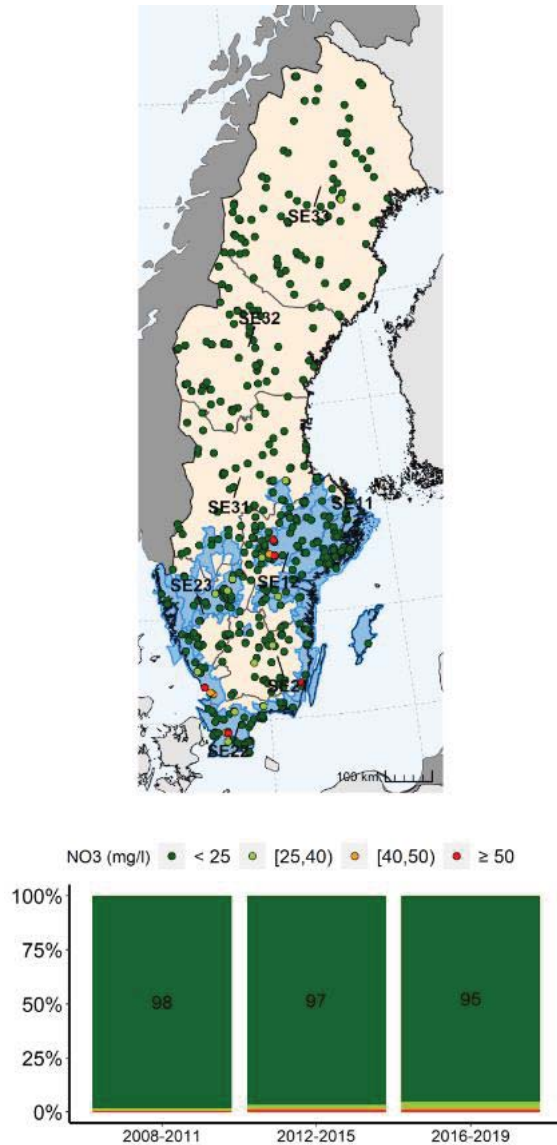 SE33
SE32
SE31
SE11
SE23
SE12
SE21
SE22
100 km
NO3 (mg/l) < 25 [25,40) [40,50) ≥ 50
100%
75%
50%
25%
0%
98 97 95
2008-2011 2012-2015 2016-2019